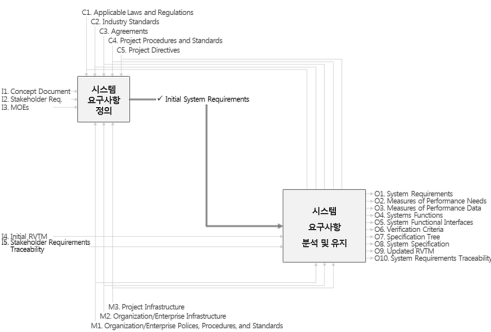 C1. Applicable Laws and Regulations
C2. Industry Standards
C3. Agreements
C4. Project Procedures and Standards
C5. Project Directives
I1. Concept Document
I2. Stakeholder Req.
I3. MOEs
시스템
요구사항
정의
✓ Initial System Requirements
시스템
요구사항
분석 및 유지
O1. System Requirements
O2. Measures of Performance Needs
O3. Measures of Performance Data
O4. Systems Functions
O5. System Functional Interfaces
O6. Verification Criteria
O7. Specification Tree
O8. System Specification
O9. Updated RVTM
O10. System Requirements Traceability
I4. Initial RVTM
I5. Stakeholder Requirements
Traceability
M3. Project Infrastructure
M2. Organization/Enterprise Infrastructure
M1. Organization/Enterprise Polices, Procedures, and Standards